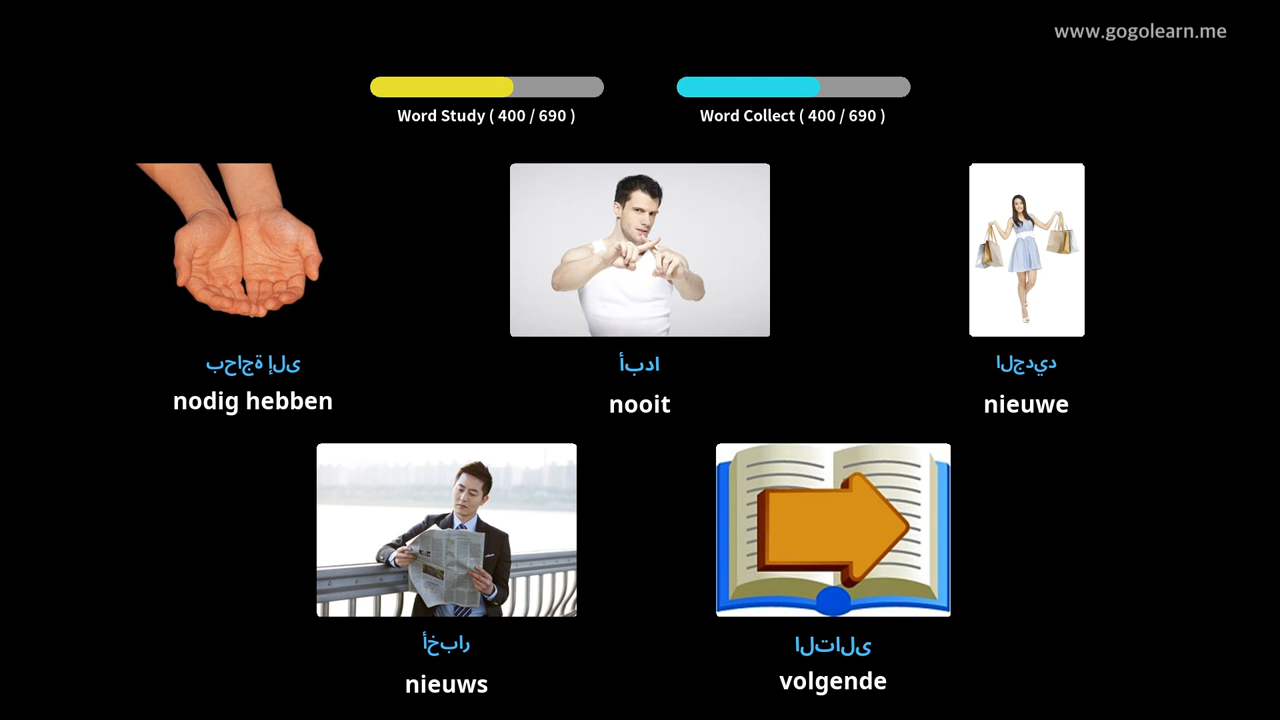 www.gogolearn.me
Word Study ( 400 / 690 )
Word Collect ( 400 / 690 )
بحاجة إلى
nodig hebben
أبدا
nooit
الجديد
nieuwe
أخبار
nieuws
التالى
volgende